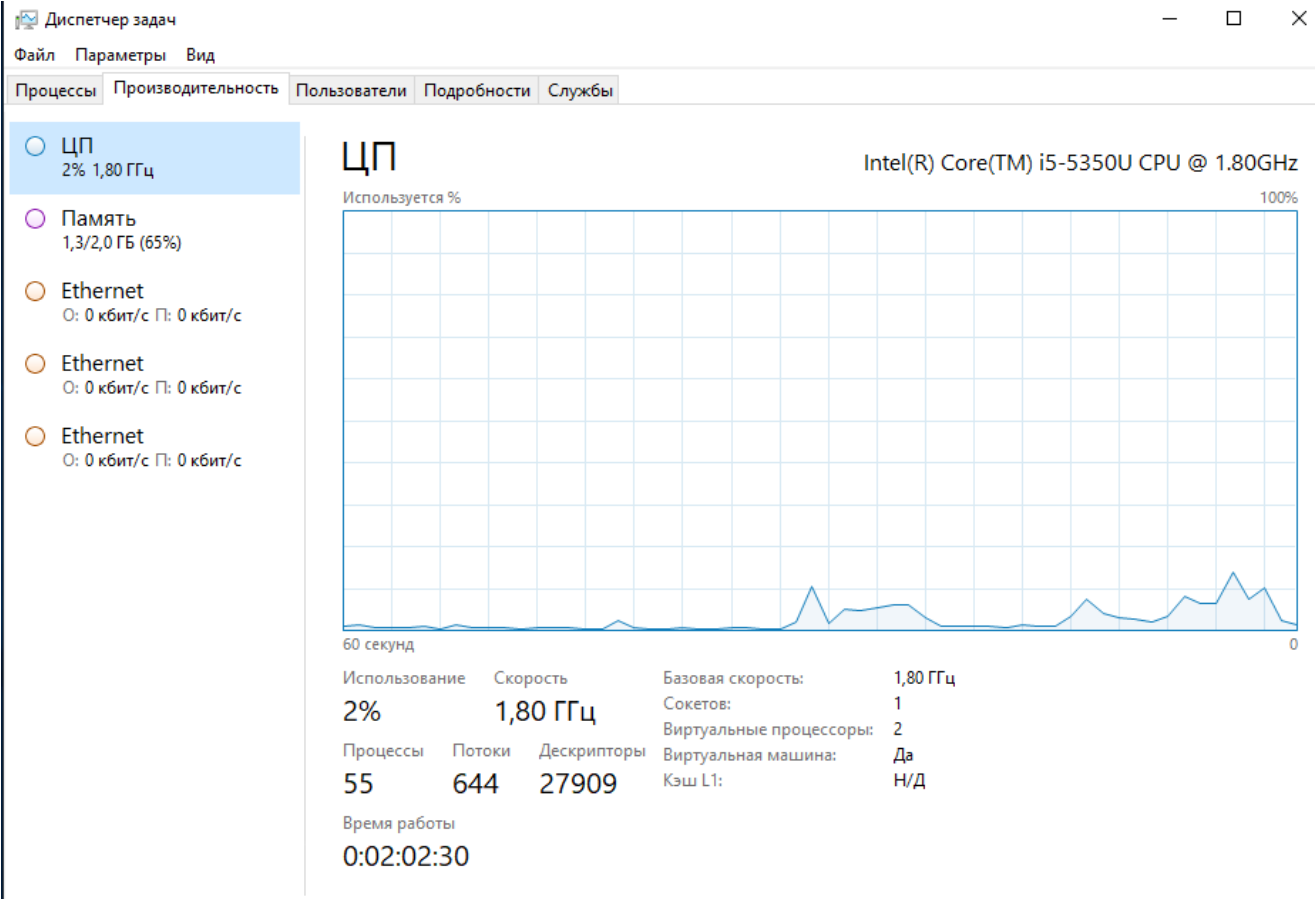 Диспетчер задач
Файл Параметры Вид
Процессы Производительность Пользователи Подробности Службы
ЦП
2% 1,80 ГГц
Память
1,3/2,0 ГБ (65%)
Ethernet
О: 0 кбит/с П: 0 кбит/с
Ethernet
О: 0 кбит/с П: 0 кбит/с
Ethernet
О: 0 кбит/с П: 0 кбит/с
ЦП Intel(R) Core(TM) i5-5350U CPU @ 1.80GHz
Используется % 100%
60 секунд 0
Использование Скорость
2% 1,80 ГГц
Процессы Потоки Дескрипторы
55 644 27909
Время работы
0:02:02:30
Базовая скорость: 1,80 ГГц
Сокетов: 1
Виртуальные процессоры: 2
Виртуальная машина: Да
Кэш L1: Н/Д